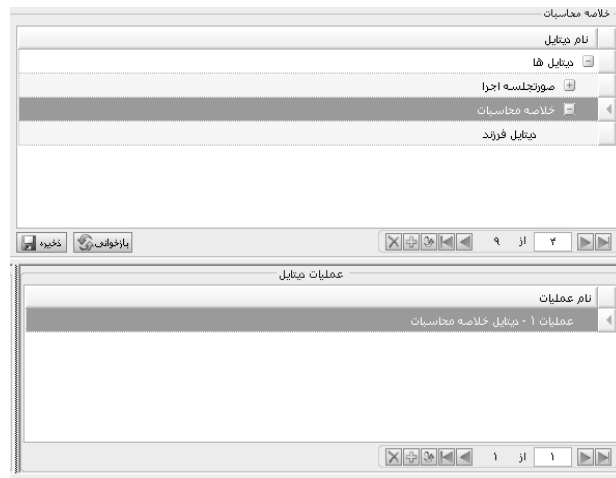 خلاصه محاسبات
نام دیتایل
دیتایل ها
صورتجلسه اجرا
خلاصه محاسبات
دیتایل فرزند
۴ از ۹
بازخوانی ذخیره
عملیات دیتایل
نام عملیات
عملیات ۱ - دیتایل خلاصه محاسبات
۱ از ۱